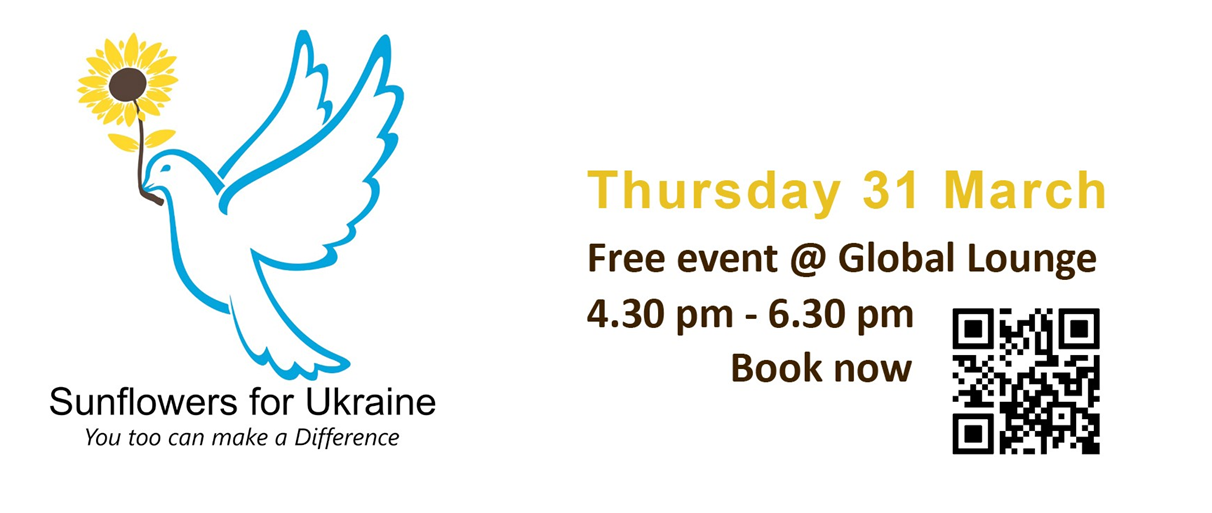 Sunflowers for Ukraine
You too can make a Difference
Thursday 31 March
Free event @ Global Lounge
4.30 pm - 6.30 pm
Book now